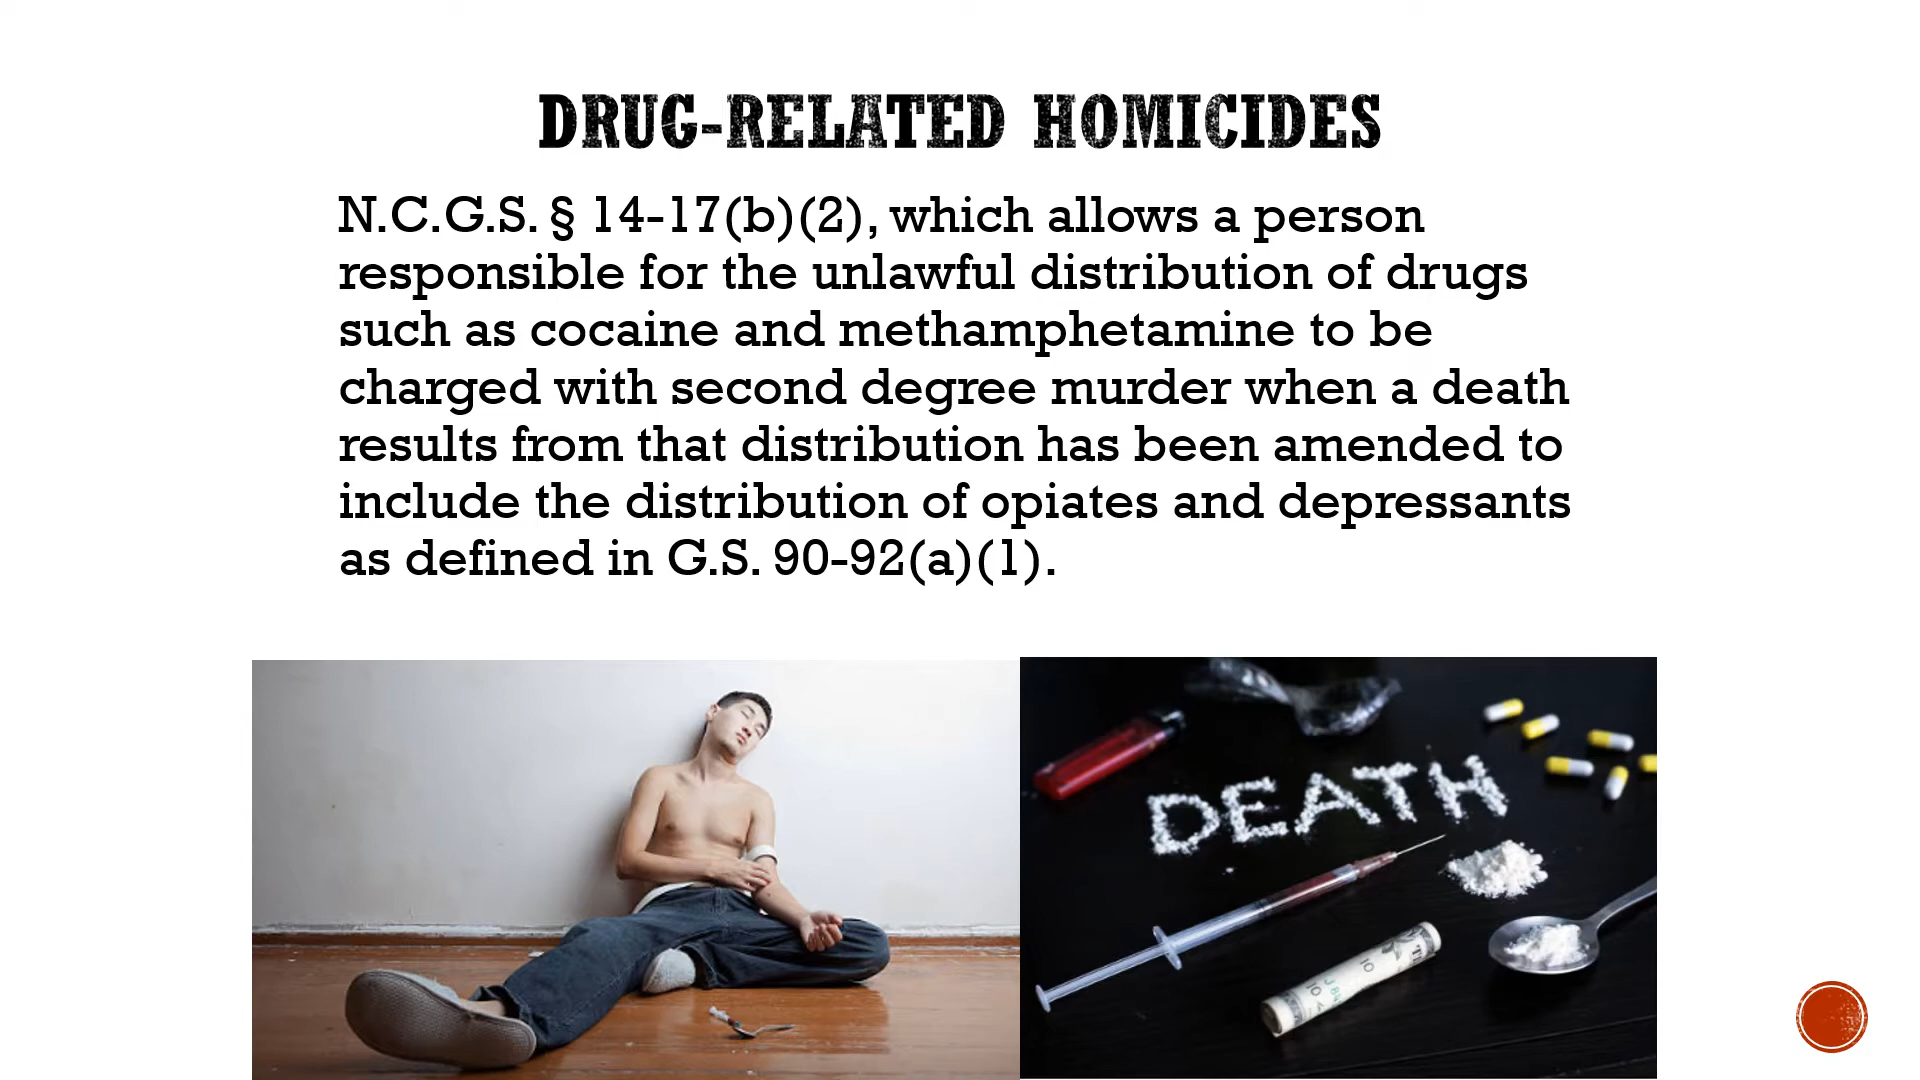 DRUG-RELATED HOMICIDES
N.C.G.S. § 14-17(b)(2), which allows a person
responsible for the unlawful distribution of drugs
such as cocaine and methamphetamine to be
charged with second degree murder when a death
results from that distribution has been amended to
include the distribution of opiates and depressants
as defined in G.S. 90-92(a)(1).
DEATH
10
10